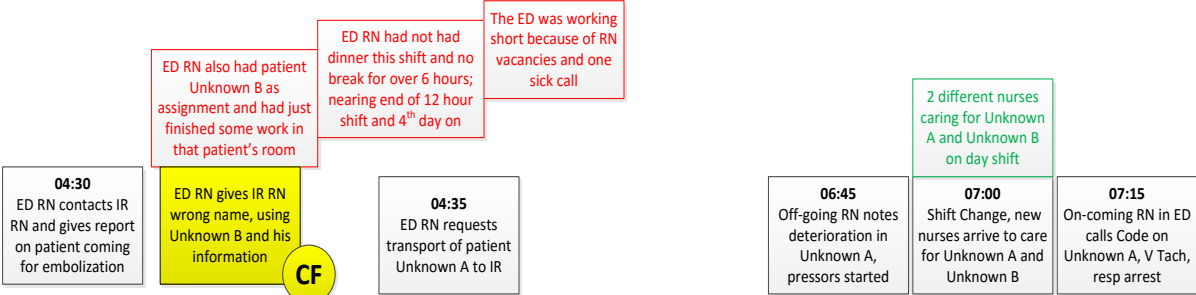 The ED was working
short because of RN
vacancies and one
sick call
ED RN had not had
dinner this shift and no
break for over 6 hours;
nearing end of 12 hour
shift and 4th day on
ED RN also had patient
Unknown B as
assignment and had just
finished some work in
that patient's room
2 different nurses
caring for Unknown
A and Unknown B
on day shift
04:30
ED RN contacts IR
RN and gives report
on patient coming
for embolization
ED RN gives IR RN
wrong name, using
Unknown B and his
information
CF
04:35
ED RN requests
transport of patient
Unknown A to IR
06:45
Off-going RN notes
deterioration in
Unknown A,
pressors started
07:00
Shift Change, new
nurses arrive to care
for Unknown A and
Unknown B
07:15
On-coming RN in ED
calls Code on
Unknown A, V Tach,
resp arrest